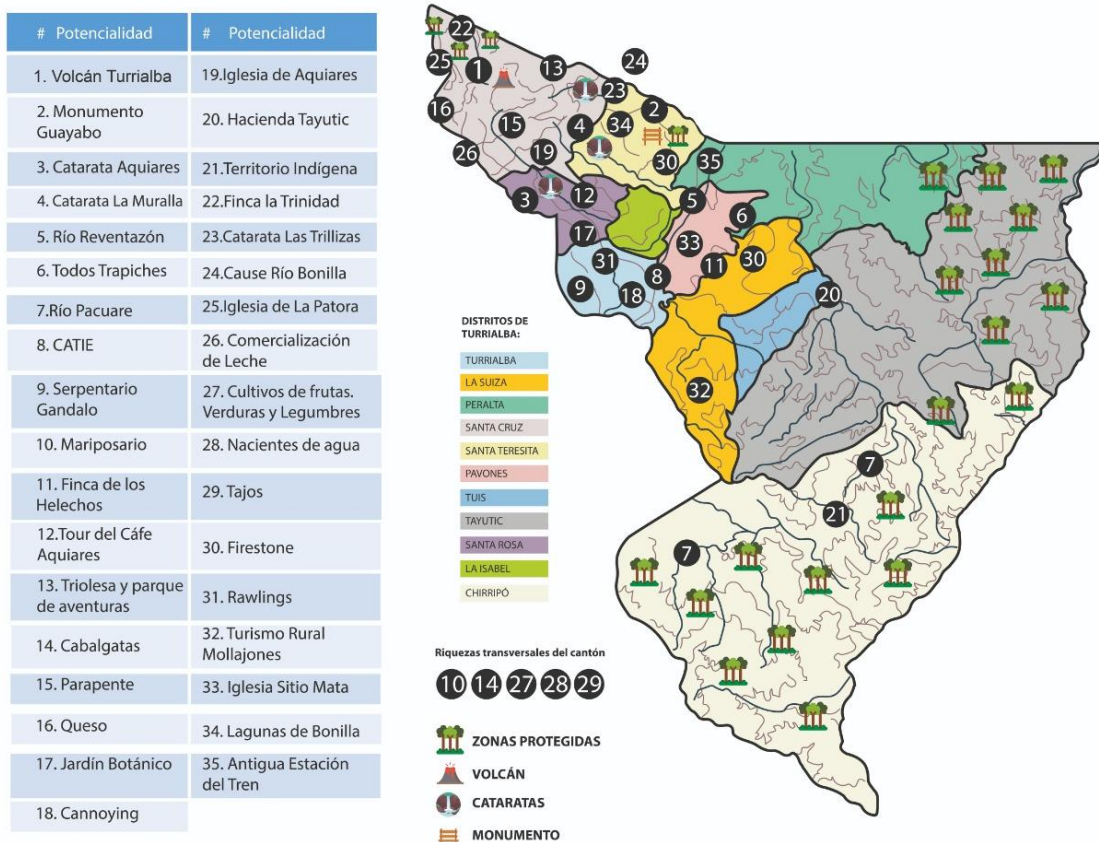 # Potencialidad
# Potencialidad
1. Volcán Turrialba
2. Monumento
Guayabo
3. Catarata Aquiares
4. Catarata La Muralla
5. Río Reventazón
6. Todos Trapiches
7.Río Pacuare
8. CATIE
9. Serpentario
Gandalo
10. Mariposario
11. Finca de los
Helechos
12.Tour del Cáfe
Aquiares
13. Triolesa y parque
de aventuras
14. Cabalgatas
15. Parapente
16. Queso
17. Jardín Botánico
18. Cannoying
19.Iglesia de Aquiares
20. Hacienda Tayutic
21.Territorio Indígena
22.Finca la Trinidad
23.Catarata Las Trillizas
24.Cause Río Bonilla
25.Iglesia de La Patora
26. Comercialización
de Leche
27. Cultivos de frutas.
Verduras y Legumbres
28. Nacientes de agua
29. Tajos
30. Firestone
31. Rawlings
32. Turismo Rural
Mollajones
33. Iglesia Sitio Mata
34. Lagunas de Bonilla
35. Antigua Estación
del Tren
22
25
1
13
24
23
16
15
4
34
2
26
19
30
35
3
12
5
6
17
33
31
8
11
30
9
18
20
32
7
21
7
DISTRITOS DE
TURRIALBA:
TURRIALBA
LA SUIZA
PERALTA
SANTA CRUZ
SANTA TERESITA
PAVONES
TUIS
TAYUTIC
SANTA ROSA
LA ISABEL
CHIRRIPÓ
Riquezas transversales del cantón
10 14 27 28 29
ZONAS PROTEGIDAS
VOLCÁN
CATARATAS
MONUMENTO